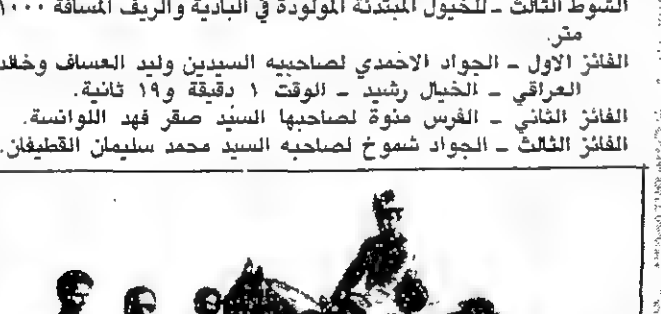 الشوط الثالث ـ للخيول المبتدئة المولودة في البادية والريف المسافة ١٠٠٠
متر.
الفائز الاول ـ الجواد الاحمدي لصاحبيه السيدين وليد العساف وخالد
العراقي ـ الخيال رشيد ـ الوقت ١ دقيقة و١٩ ثانية.
الفائز الثاني ـ الفرس منوة لصاحبها السيد صقر فهد اللوانسة.
الفائز الثالث ـ الجواد شموخ لصاحبه السيد محمد سليمان القطيفان.